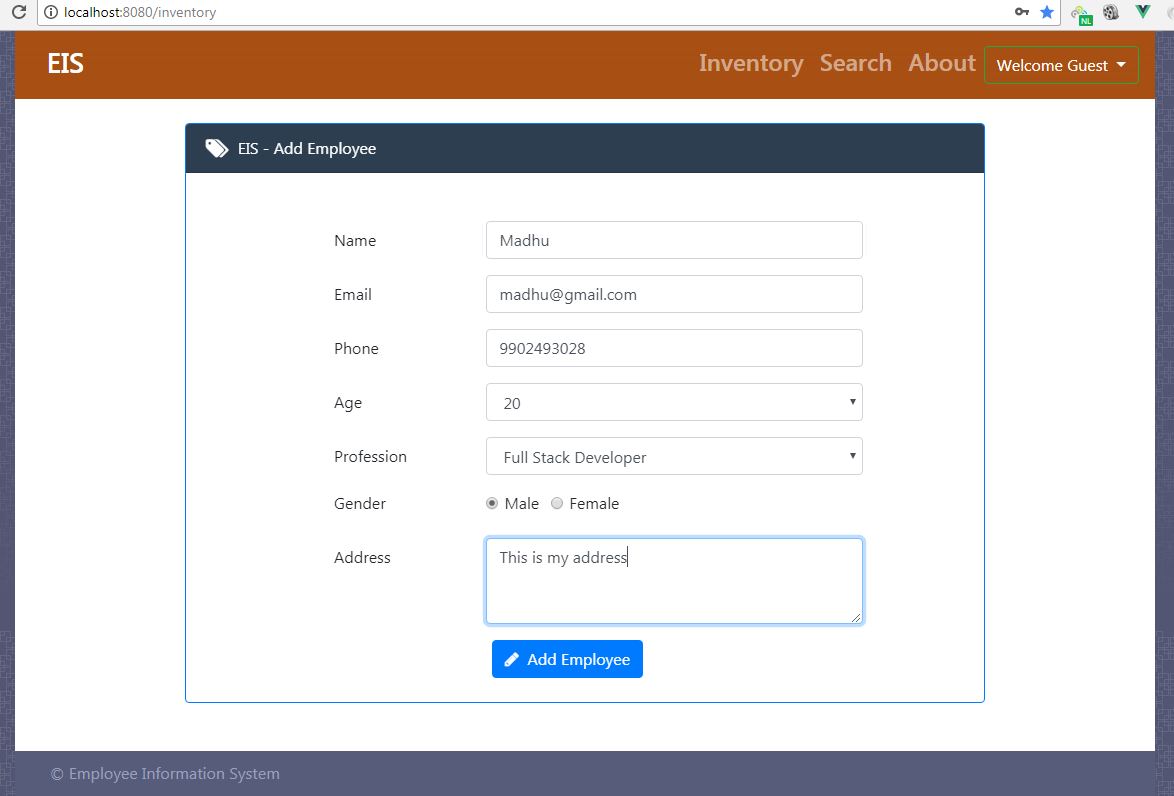 localhost:8080/inventory
NL
EIS
Inventory Search About Welcome Guest
EIS - Add Employee
Name Madhu
Email madhu@gmail.com
Phone 9902493028
Age 20
Profession Full Stack Developer
Gender Male Female
Address This is my address
Add Employee
© Employee Information System